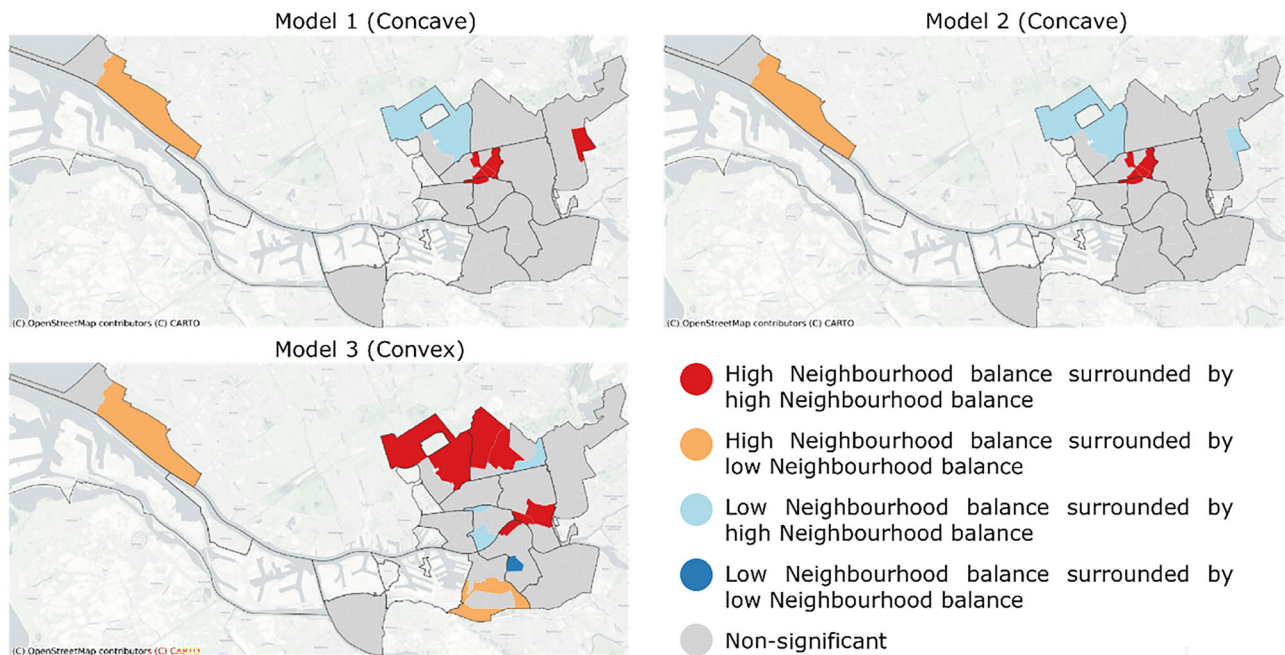 Model 1 (Concave)
Model 2 (Concave)
(C) OpenStreetMap contributors (C) CARTO
(C) OpenStreetMap contributors (C) CARTO
Model 3 (Convex)
(C) OpenStreetMap contributors (C) CARTO
High Neighbourhood balance surrounded by
high Neighbourhood balance
High Neighbourhood balance surrounded by
low Neighbourhood balance
Low Neighbourhood balance surrounded by
high Neighbourhood balance
Low Neighbourhood balance surrounded by
low Neighbourhood balance
Non-significant